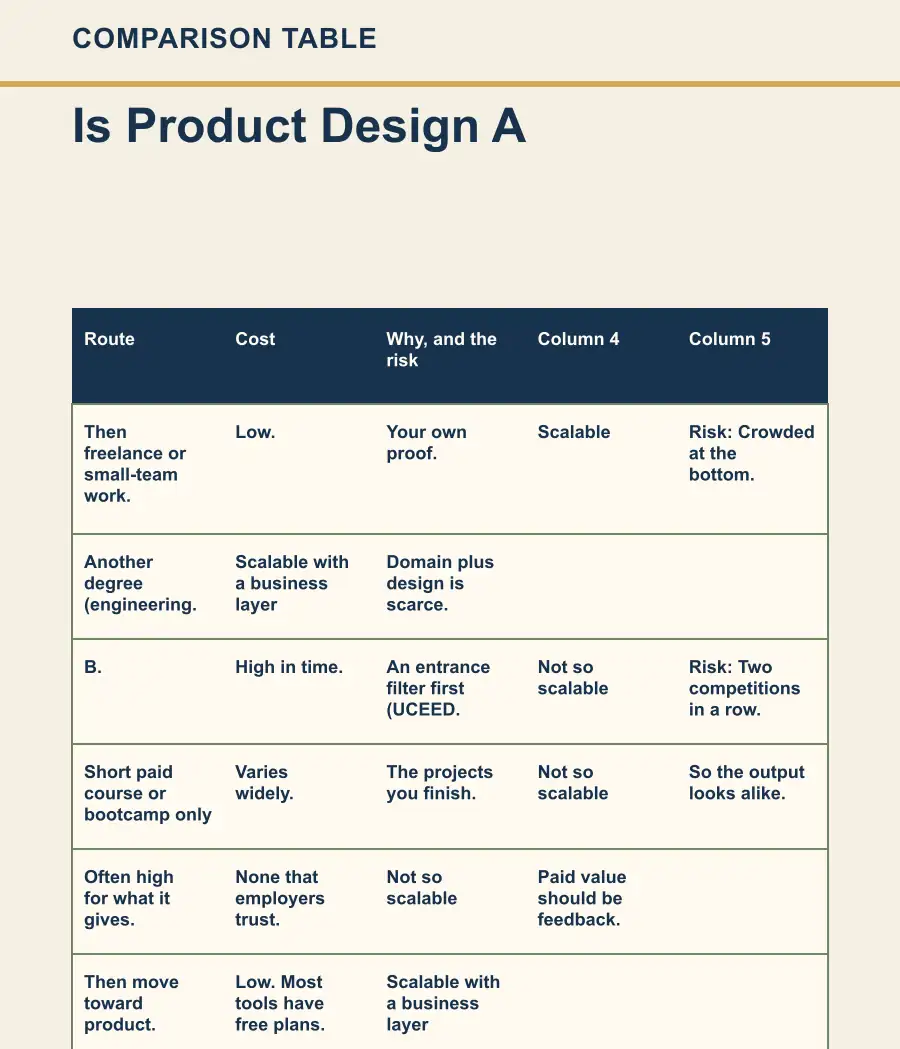 COMPARISON TABLE
Is Product Design A
Route Cost Why, and the Column 4 Column 5
risk
Then Low. Your own Scalable Risk: Crowded
freelance or proof. at the
small-team bottom.
work.
Another Scalable with Domain plus
degree a business design is
(engineering. layer scarce.
B. High in time. An entrance Not so Risk: Two
filter first scalable competitions
(UCEED. in a row.
Short paid Varies The projects Not so So the output
course or widely. you finish. scalable looks alike.
bootcamp only
Often high None that Not so Paid value
for what it employers scalable should be
gives. trust. feedback.
Then move Low. Most Scalable with
toward tools have a business
product. free plans. layer